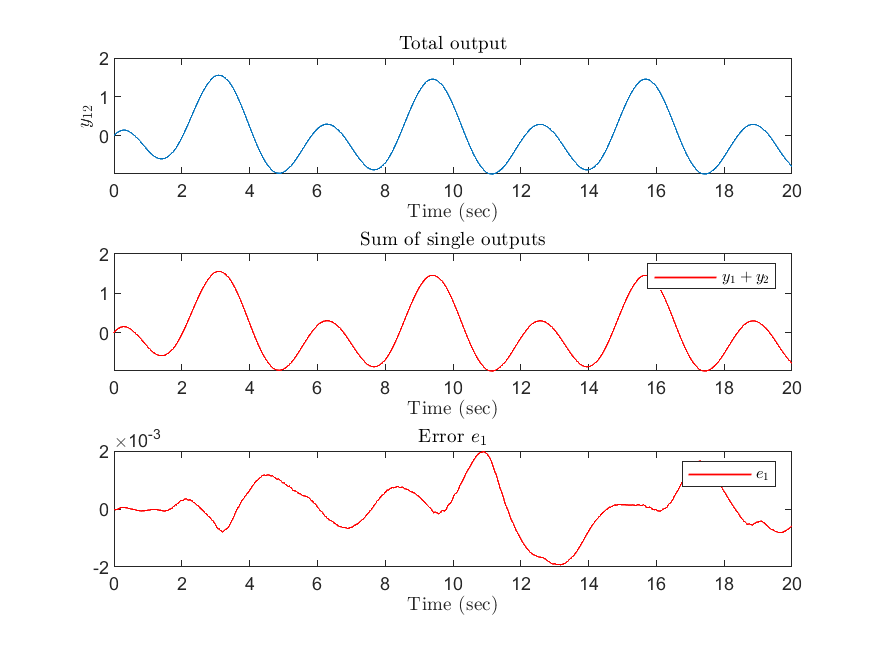 Total output
2
1
0
y12
0 2 4 6 8 10 12 14 16 18 20
Time (sec)
Sum of single outputs
2
1
0
y1 + y2
0 2 4 6 8 10 12 14 16 18 20
Time (sec)
Error e1
×10-3
2
0
-2
e1
0 2 4 6 8 10 12 14 16 18 20
Time (sec)